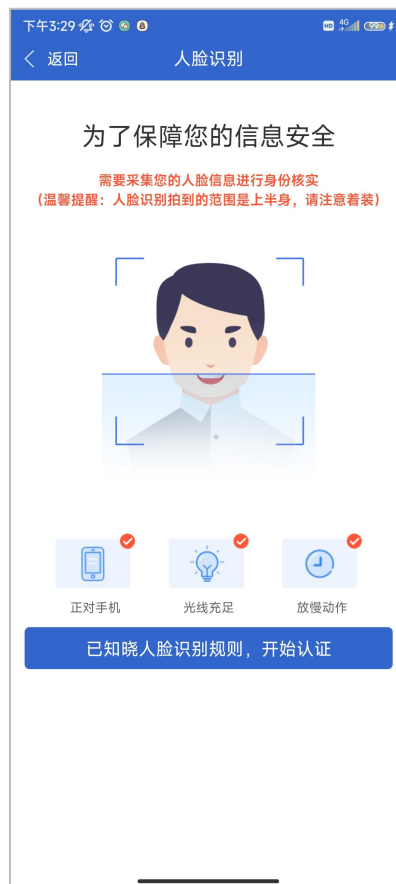 下午3:29
HD 4G 99
返回 人脸识别
为了保障您的信息安全
需要采集您的人脸信息进行身份核实
(温馨提醒：人脸识别拍到的范围是上半身，请注意着装)
正对手机 光线充足 放慢动作
已知晓人脸识别规则，开始认证